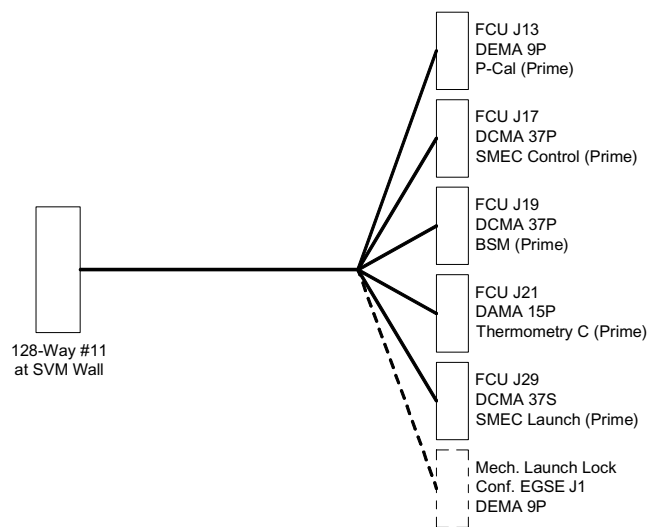 FCU J13
DEMA 9P
P-Cal (Prime)
FCU J17
DCMA 37P
SMEC Control (Prime)
FCU J19
DCMA 37P
BSM (Prime)
128-Way #11
at SVM Wall
FCU J21
DAMA 15P
Thermometry C (Prime)
FCU J29
DCMA 37S
SMEC Launch (Prime)
Mech. Launch Lock
Conf. EGSE J1
DEMA 9P